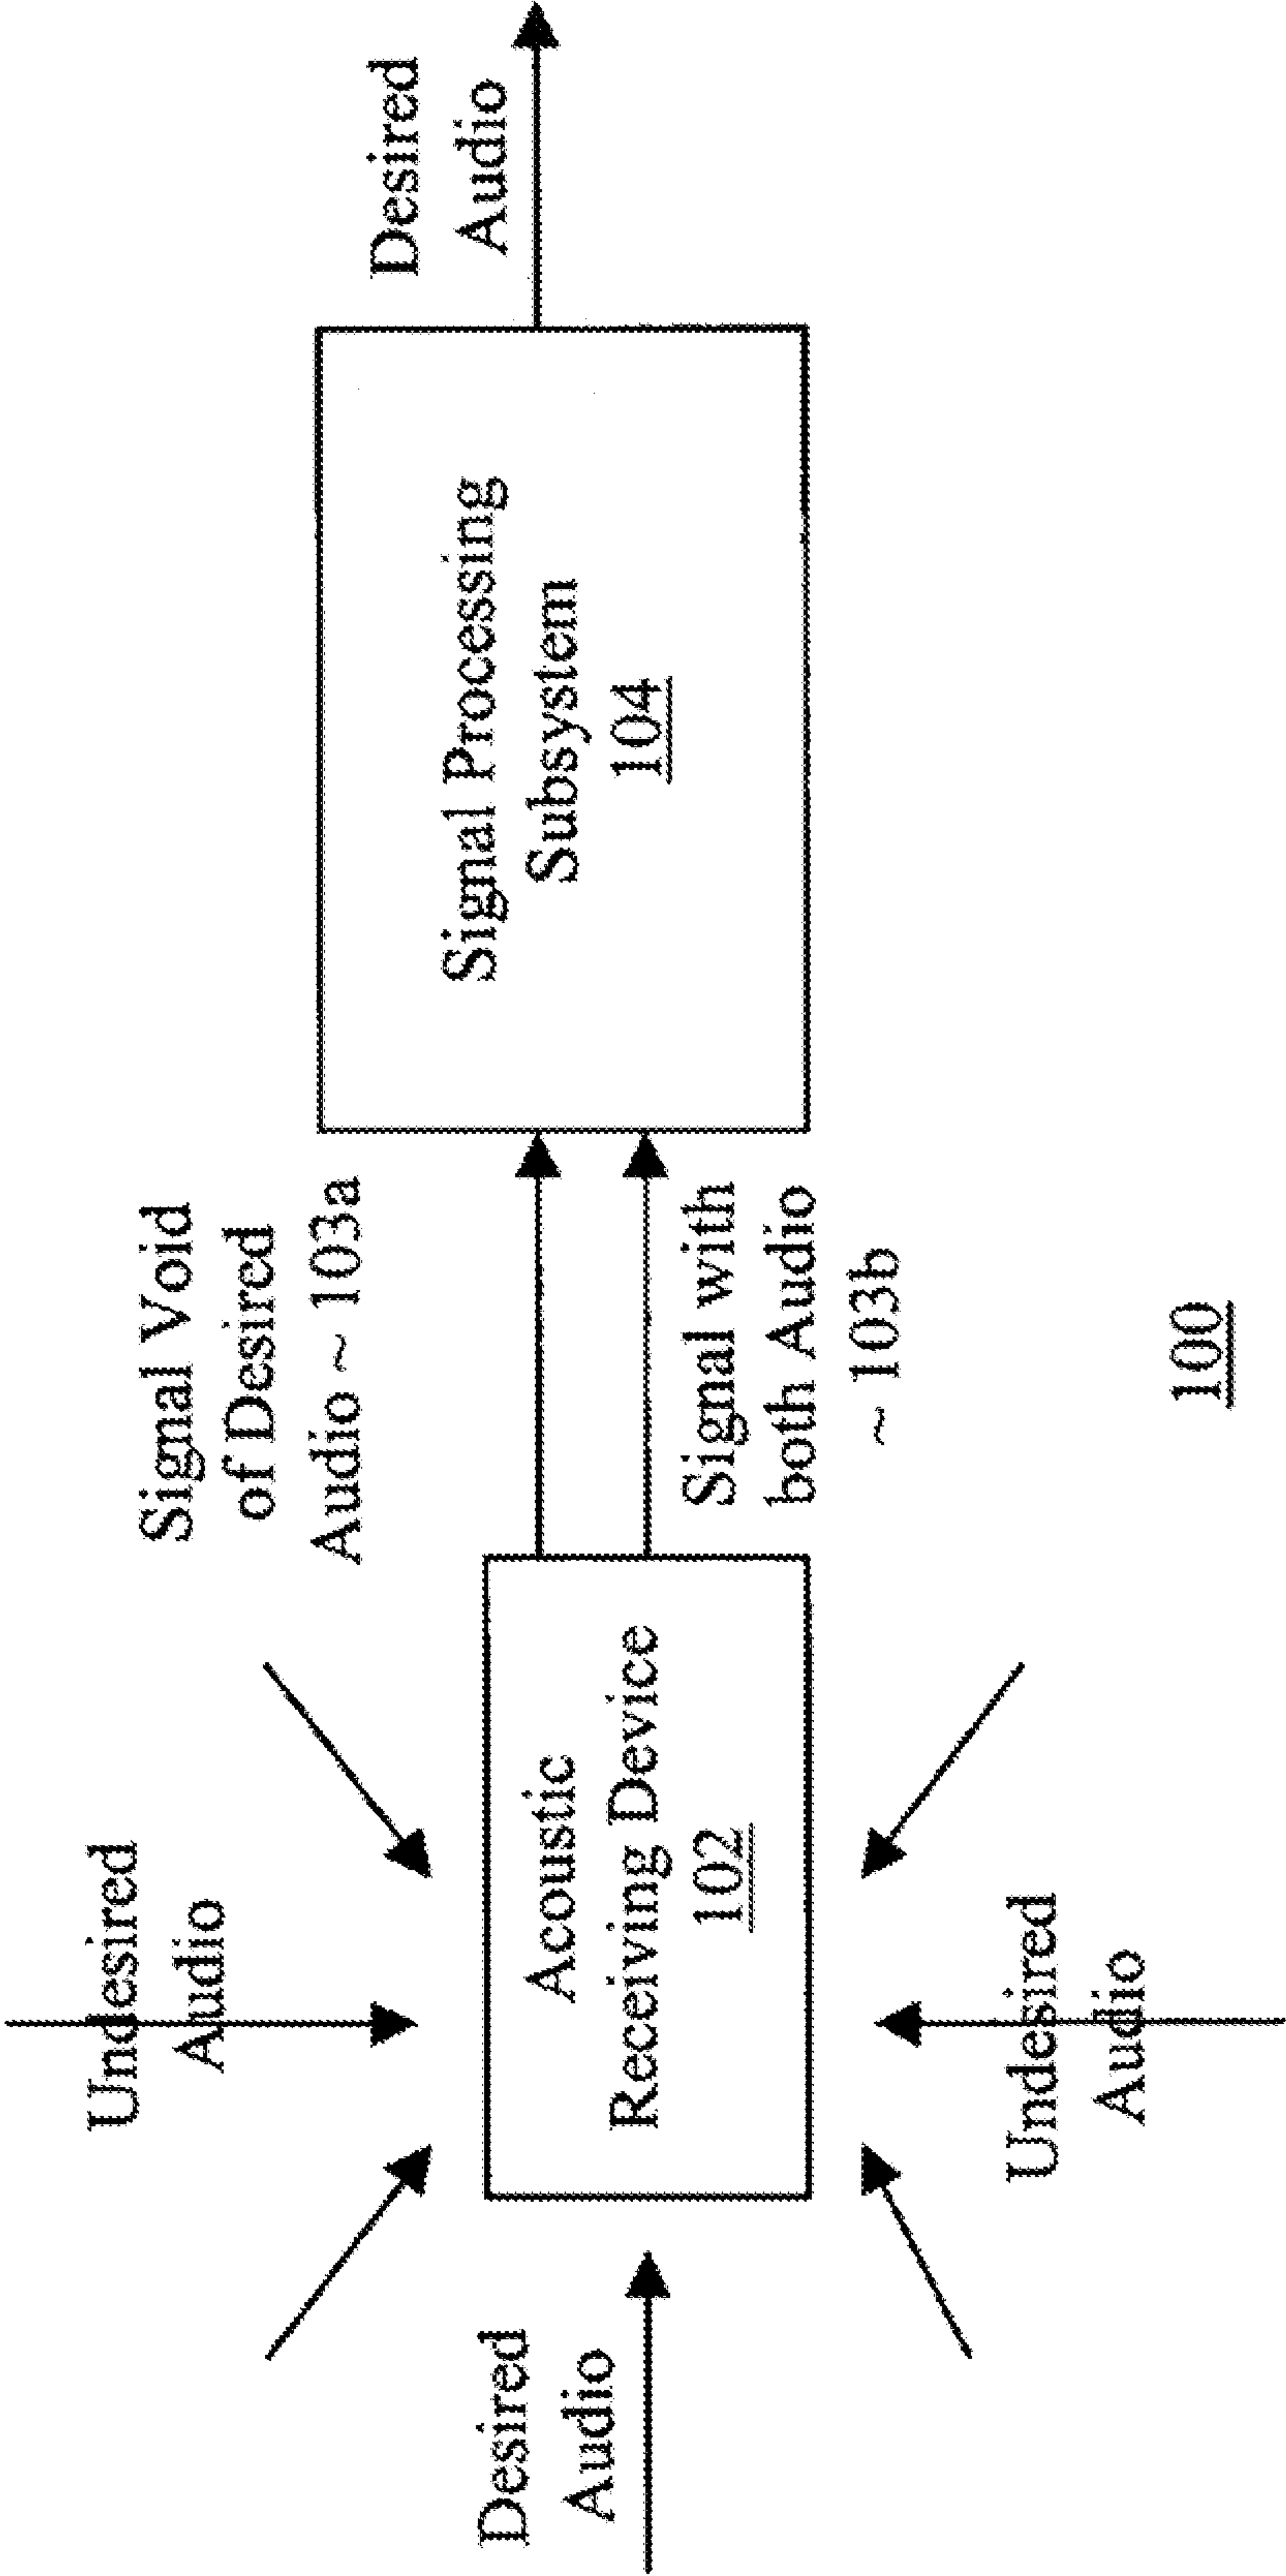 Undesired
Audio
Desired
Audio
Acoustic
Receiving Device
102
Undesired
Audio
Signal Void
of Desired
Audio ~ 103a
Signal with
both Audio
~ 103b
Signal Processing
Subsystem
104
Desired
Audio
100